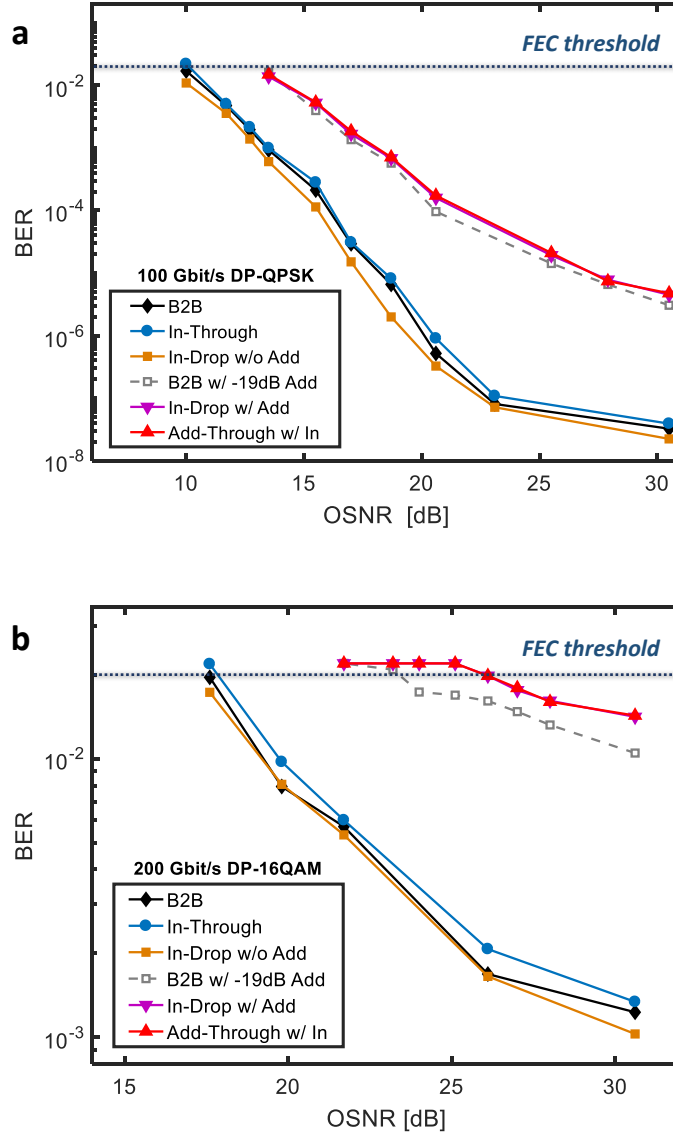 a
FEC threshold
10⁻²
10⁻⁴
10⁻⁶
10⁻⁸
BER
100 Gbit/s DP-QPSK
B2B
In-Through
In-Drop w/o Add
B2B w/ -19dB Add
In-Drop w/ Add
Add-Through w/ In
10 15 20 25 30
OSNR [dB]
b
FEC threshold
10⁻²
10⁻³
BER
200 Gbit/s DP-16QAM
B2B
In-Through
In-Drop w/o Add
B2B w/ -19dB Add
In-Drop w/ Add
Add-Through w/ In
15 20 25 30
OSNR [dB]